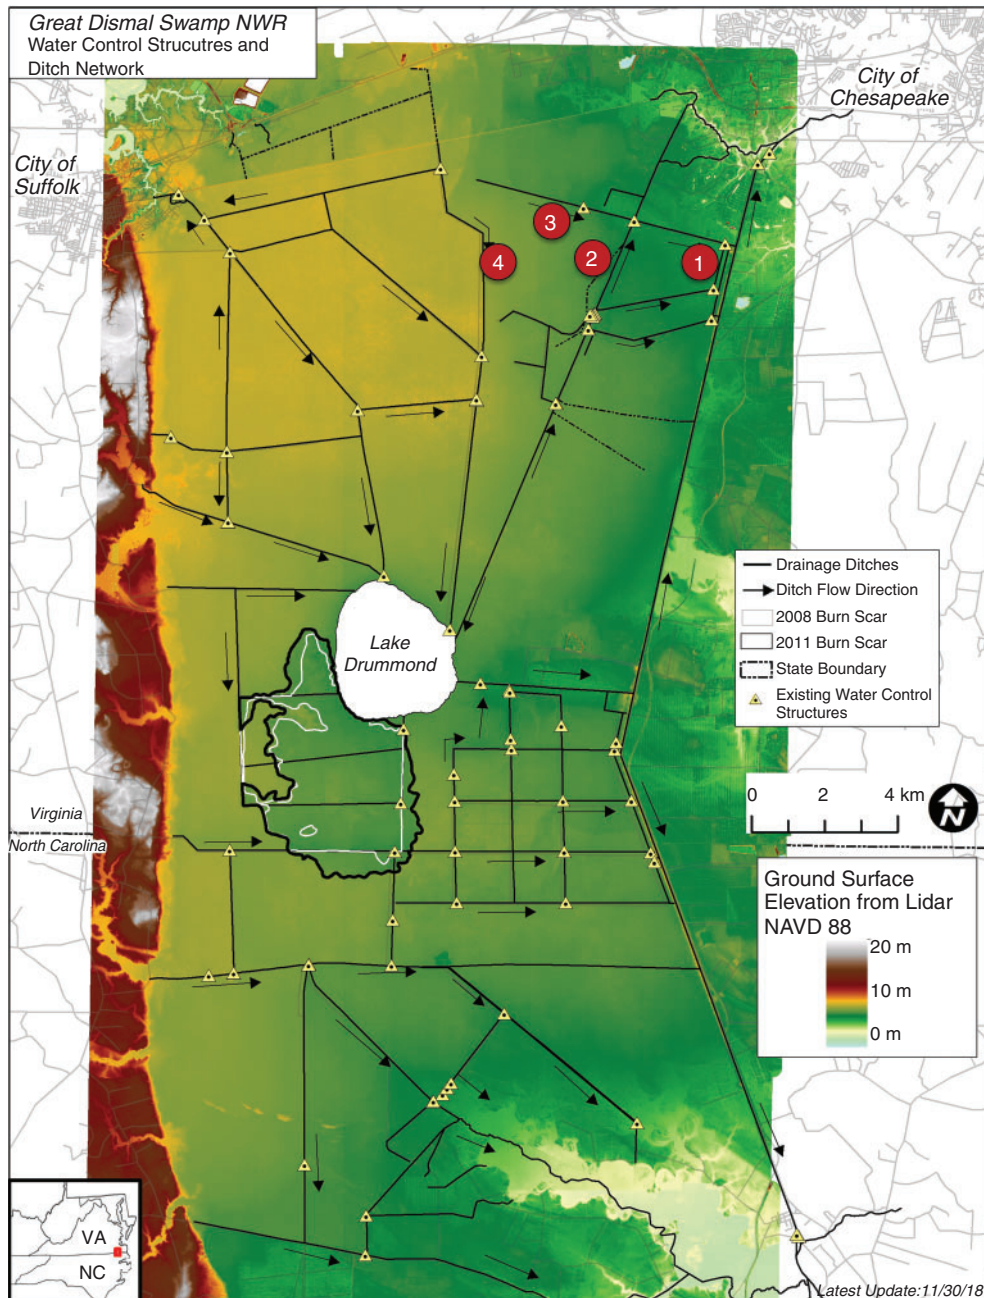 Great Dismal Swamp NWR
Water Control Strucutres and
Ditch Network
City of
Chesapeake
City of
Suffolk
3
2
4
1
Drainage Ditches
Ditch Flow Direction
2008 Burn Scar
2011 Burn Scar
State Boundary
Existing Water Control
Structures
Lake
Drummond
0 2 4 km
N
Virginia
North Carolina
Ground Surface
Elevation from Lidar
NAVD 88
20 m
10 m
0 m
VA
NC
Latest Update:11/30/18